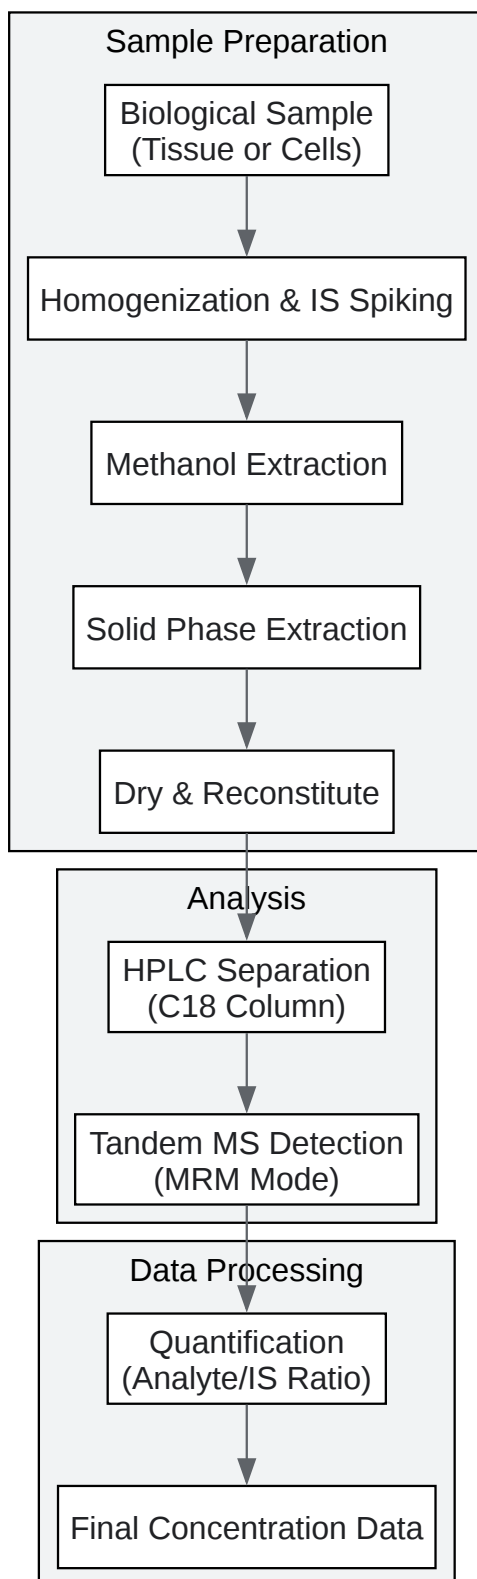 Sample Preparation
Biological Sample
(Tissue or Cells)
Homogenization & IS Spiking
Methanol Extraction
Solid Phase Extraction
Dry & Reconstitute
Analysis
HPLC Separation
(C18 Column)
Tandem MS Detection
(MRM Mode)
Data Processing
Quantification
(Analyte/IS Ratio)
Final Concentration Data